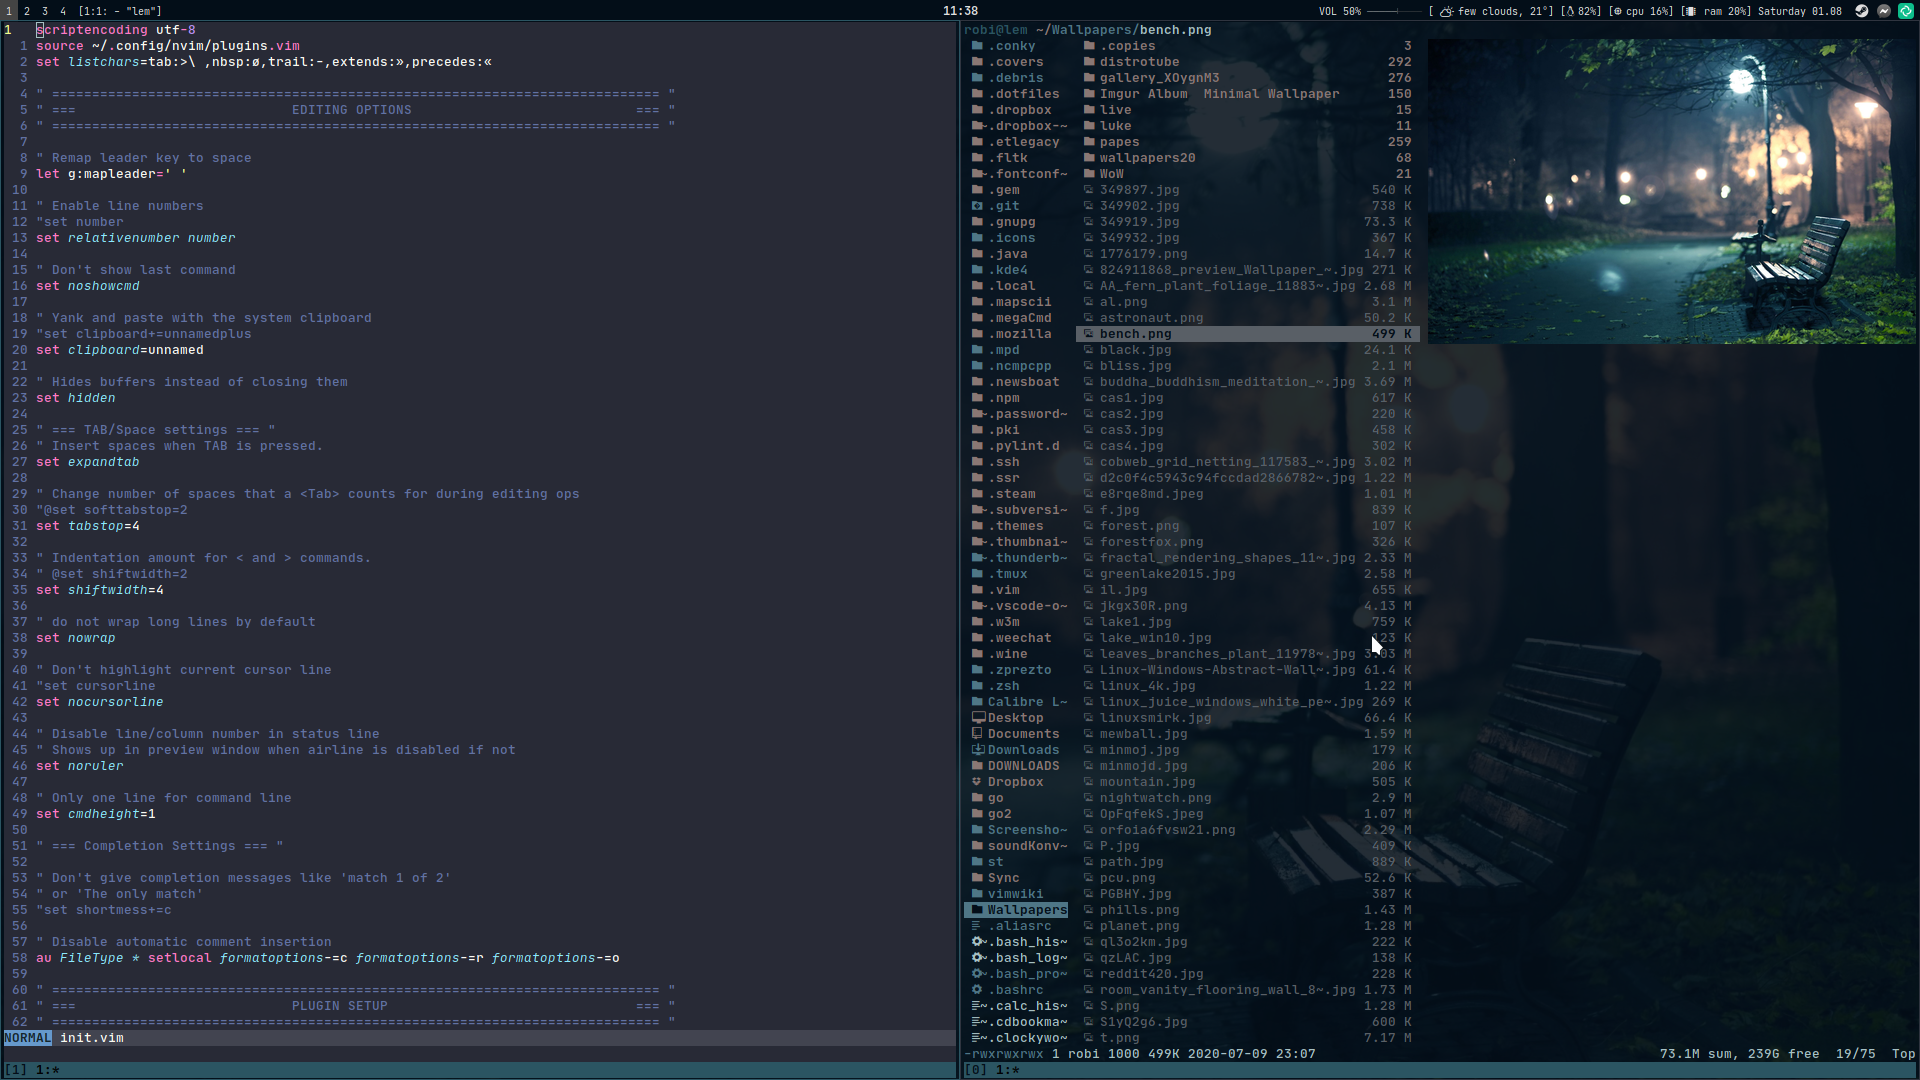 1 2 3 4 [1:1: - "lem"] 11:38 VOL 50% [ few clouds, 21°] [ 82%] [ cpu 16%] [ ram 20%] Saturday 01.08
1 scriptencoding utf-8
1 source ~/.config/nvim/plugins.vim
2 set listchars=tab:>\ ,nbsp:ø,trail:-,extends:»,precedes:«
3
4 " ============================================================================ "
5 " === EDITING OPTIONS === "
6 " ============================================================================ "
7
8 " Remap leader key to space
9 let g:mapleader=' '
10
11 " Enable line numbers
12 "set number
13 set relativenumber number
14
15 " Don't show last command
16 set noshowcmd
17
18 " Yank and paste with the system clipboard
19 "set clipboard+=unnamedplus
20 set clipboard=unnamed
21
22 " Hides buffers instead of closing them
23 set hidden
24
25 " === TAB/Space settings === "
26 " Insert spaces when TAB is pressed.
27 set expandtab
28
29 " Change number of spaces that a <Tab> counts for during editing ops
30 "@set softtabstop=2
31 set tabstop=4
32
33 " Indentation amount for < and > commands.
34 " @set shiftwidth=2
35 set shiftwidth=4
36
37 " do not wrap long lines by default
38 set nowrap
39
40 " Don't highlight current cursor line
41 "set cursorline
42 set nocursorline
43
44 " Disable line/column number in status line
45 " Shows up in preview window when airline is disabled if not
46 set noruler
47
48 " Only one line for command line
49 set cmdheight=1
50
51 " === Completion Settings === "
52
53 " Don't give completion messages like 'match 1 of 2'
54 " or 'The only match'
55 "set shortmess+=c
56
57 " Disable automatic comment insertion
58 au FileType * setlocal formatoptions-=c formatoptions-=r formatoptions-=o
59
60 " ============================================================================ "
61 " === PLUGIN SETUP === "
62 " ============================================================================ "
NORMAL init.vim
[1] 1:*
robi@lem ~/Wallpapers/bench.png
.conky .copies 3
.covers distrotube 292
.debris gallery_XOygnM3 276
.dotfiles Imgur Album  Minimal Wallpaper 150
.dropbox live 15
~.dropbox-~ luke 11
.etlegacy papes 259
.fltk wallpapers20 68
~.fontconf~ WoW 21
.gem 349897.jpg 540 K
.git 349902.jpg 738 K
.gnupg 349919.jpg 73.3 K
.icons 349932.jpg 367 K
.java 1776179.png 14.7 K
.kde4 824911868_preview_Wallpaper_~.jpg 271 K
.local AA_fern_plant_foliage_11883~.jpg 2.68 M
.mapscii al.png 3.1 M
.megaCmd astronaut.png 50.2 K
.mozilla bench.png 499 K
.mpd black.jpg 24.1 K
.ncmpcpp bliss.jpg 2.1 M
.newsboat buddha_buddhism_meditation_~.jpg 3.69 M
.npm cas1.jpg 617 K
~.password~ cas2.jpg 220 K
.pki cas3.jpg 458 K
.pylint.d cas4.jpg 302 K
.ssh cobweb_grid_netting_117583_~.jpg 3.02 M
.ssr d2c0f4c5943c94fccdad2866782~.jpg 1.22 M
.steam e8rqe8md.jpeg 1.01 M
~.subversi~ f.jpg 839 K
.themes forest.png 107 K
~.thumbnai~ forestfox.png 326 K
~.thunderb~ fractal_rendering_shapes_11~.jpg 2.33 M
.tmux greenlake2015.jpg 2.58 M
.vim il.jpg 655 K
~.vscode-o~ jkgx30R.png 4.13 M
.w3m lake1.jpg 759 K
.weechat lake_win10.jpg 123 K
.wine leaves_branches_plant_11978~.jpg 3.03 M
.zprezto Linux-Windows-Abstract-Wall~.jpg 61.4 K
.zsh linux_4k.jpg 1.22 M
Calibre L~ linux_juice_windows_white_pe~.jpg 269 K
Desktop linuxsmirk.jpg 66.4 K
Documents mewball.jpg 1.59 M
Downloads minmoj.jpg 179 K
DOWNLOADS minmojd.jpg 206 K
Dropbox mountain.jpg 505 K
go nightwatch.png 2.9 M
go2 OpFqfekS.jpeg 1.07 M
Screensho~ orfoia6fvsw21.png 2.29 M
soundKonv~ P.jpg 409 K
st path.jpg 889 K
Sync pcu.png 52.6 K
vimwiki PGBHY.jpg 387 K
Wallpapers phills.png 1.43 M
.aliasrc planet.png 1.28 M
~.bash_his~ ql3o2km.jpg 222 K
~.bash_log~ qzLAC.jpg 138 K
~.bash_pro~ reddit420.jpg 228 K
.bashrc room_vanity_flooring_wall_8~.jpg 1.73 M
~.calc_his~ S.png 1.28 M
~.cdbookma~ S1yQ2g6.jpg 600 K
~.clockywo~ t.png 7.17 M
-rwxrwxrwx 1 robi 1000 499K 2020-07-09 23:07 73.1M sum, 239G free 19/75 Top
[0] 1:*